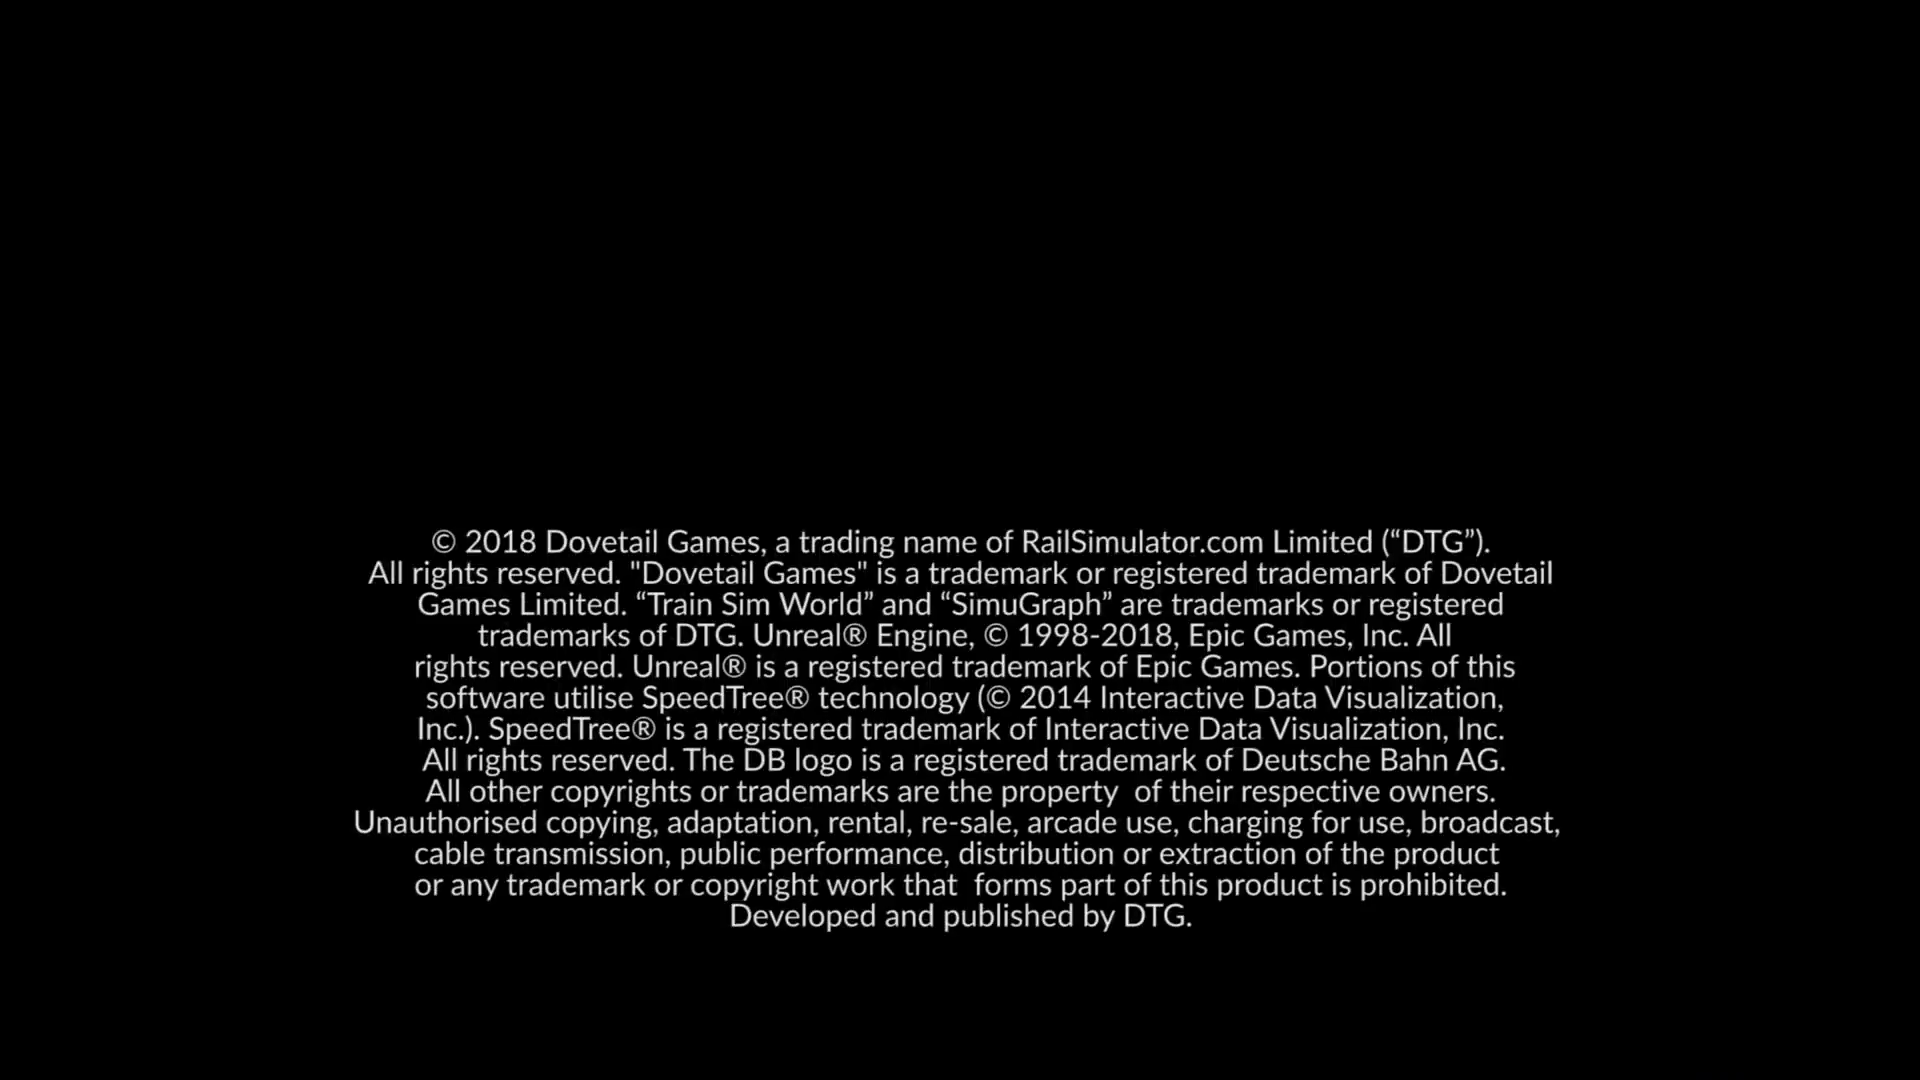 © 2018 Dovetail Games, a trading name of RailSimulator.com Limited (“DTG”).
All rights reserved. "Dovetail Games" is a trademark or registered trademark of Dovetail
Games Limited. “Train Sim World” and “SimuGraph” are trademarks or registered
trademarks of DTG. Unreal® Engine, © 1998-2018, Epic Games, Inc. All
rights reserved. Unreal® is a registered trademark of Epic Games. Portions of this
software utilise SpeedTree® technology (© 2014 Interactive Data Visualization,
Inc.). SpeedTree® is a registered trademark of Interactive Data Visualization, Inc.
All rights reserved. The DB logo is a registered trademark of Deutsche Bahn AG.
All other copyrights or trademarks are the property  of their respective owners.
Unauthorised copying, adaptation, rental, re-sale, arcade use, charging for use, broadcast,
cable transmission, public performance, distribution or extraction of the product
or any trademark or copyright work that  forms part of this product is prohibited.
Developed and published by DTG.